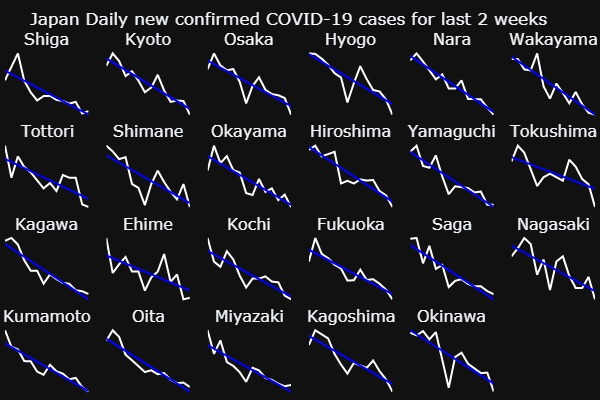 Japan Daily new confirmed COVID-19 cases for last 2 weeks
Shiga Kyoto Osaka Hyogo Nara Wakayama
Tottori Shimane Okayama Hiroshima Yamaguchi Tokushima
Kagawa Ehime Kochi Fukuoka Saga Nagasaki
Kumamoto Oita Miyazaki Kagoshima Okinawa